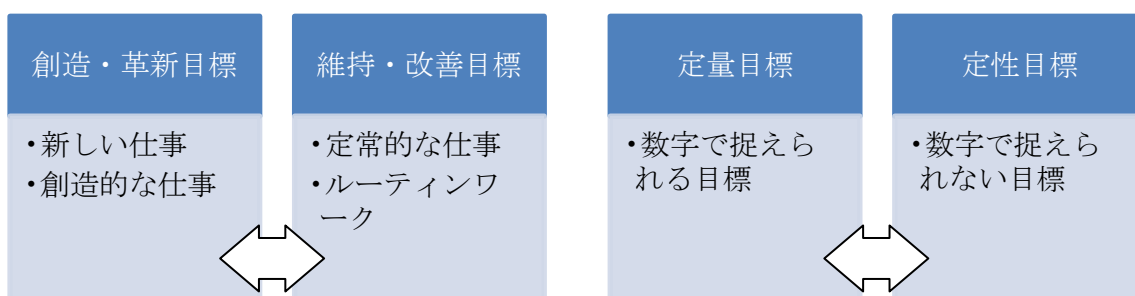 創造・革新目標
・新しい仕事
・創造的な仕事
維持・改善目標
・定常的な仕事
・ルーティンワ
ーク
定量目標
・数字で捉えら
れる目標
定性目標
・数字で捉えら
れない目標